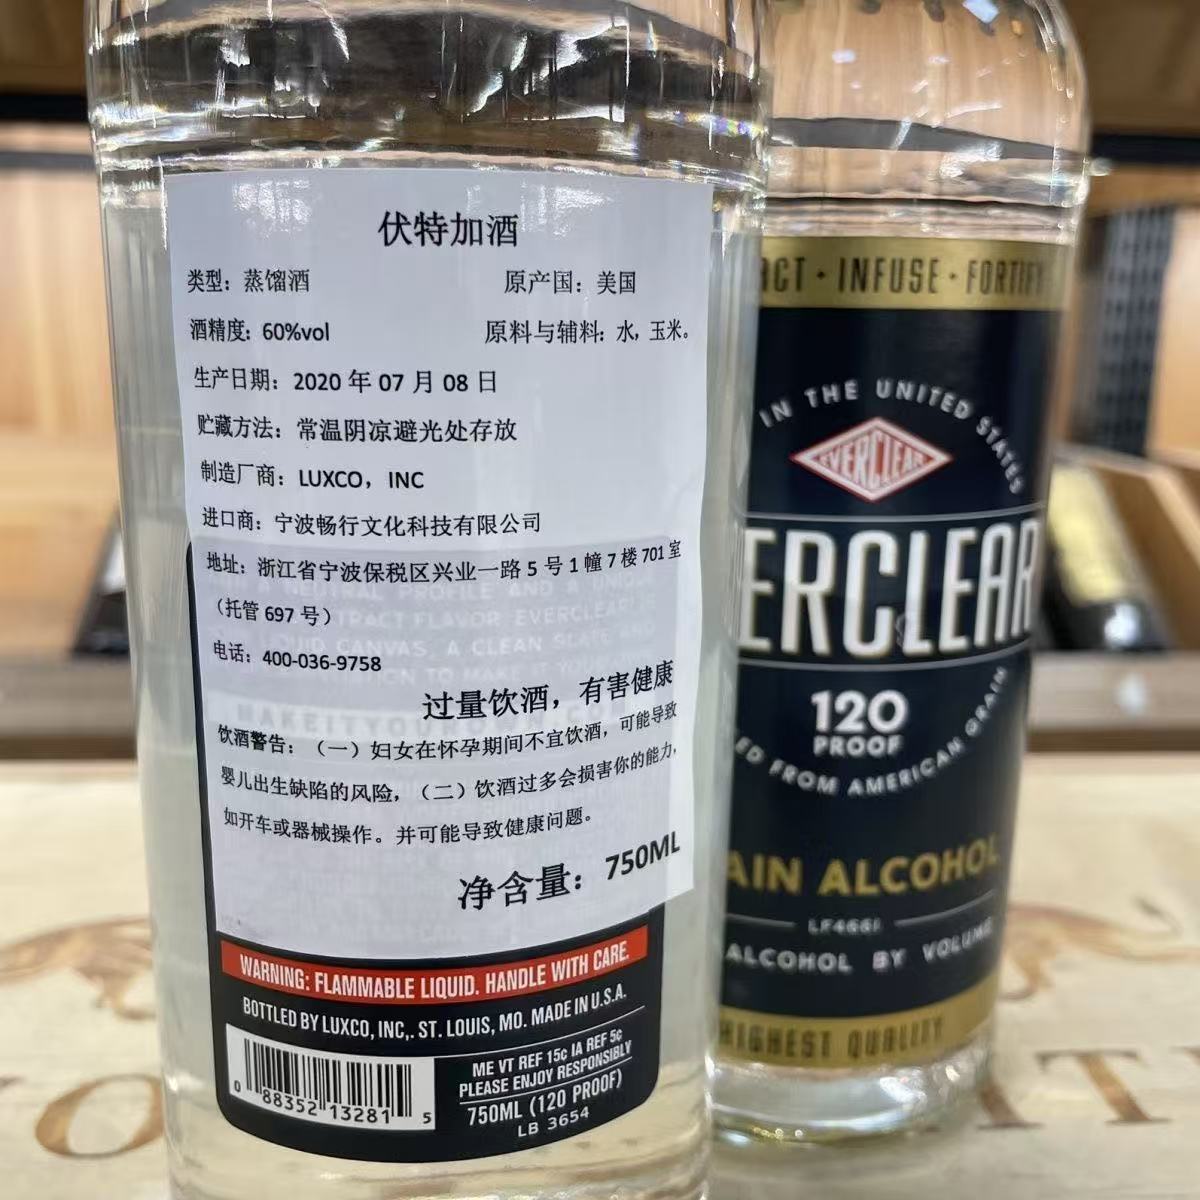 伏特加酒
类型：蒸馏酒 原产国：美国
酒精度：60%vol 原料与辅料：水，玉米。
生产日期：2020 年 07 月 08 日
贮藏方法：常温阴凉避光处存放
制造厂商：LUXCO，INC
进口商：宁波畅行文化科技有限公司
地址：浙江省宁波保税区兴业一路 5 号 1 幢 7 楼 701 室
（托管 697 号）
电话：400-036-9758
过量饮酒，有害健康
饮酒警告：（一）妇女在怀孕期间不宜饮酒，可能导致
婴儿出生缺陷的风险，（二）饮酒过多会损害你的能力，
如开车或器械操作。并可能导致健康问题。
净含量：750ML
WARNING: FLAMMABLE LIQUID. HANDLE WITH CARE.
BOTTLED BY LUXCO, INC,. ST. LOUIS, MO. MADE IN U.S.A.
ME VT REF 15¢ IA REF 5¢
PLEASE ENJOY RESPONSIBLY
750ML (120 PROOF)
LB 3654
0 88352 13281 5
ACT · INFUSE · FORTIFY
IN THE UNITED STATES
EVERCLEAR
ERCLEAR
120
PROOF
ED FROM AMERICAN GRAIN
AIN ALCOHOL
LF4661
ALCOHOL BY VOLUME
HIGHEST QUALITY